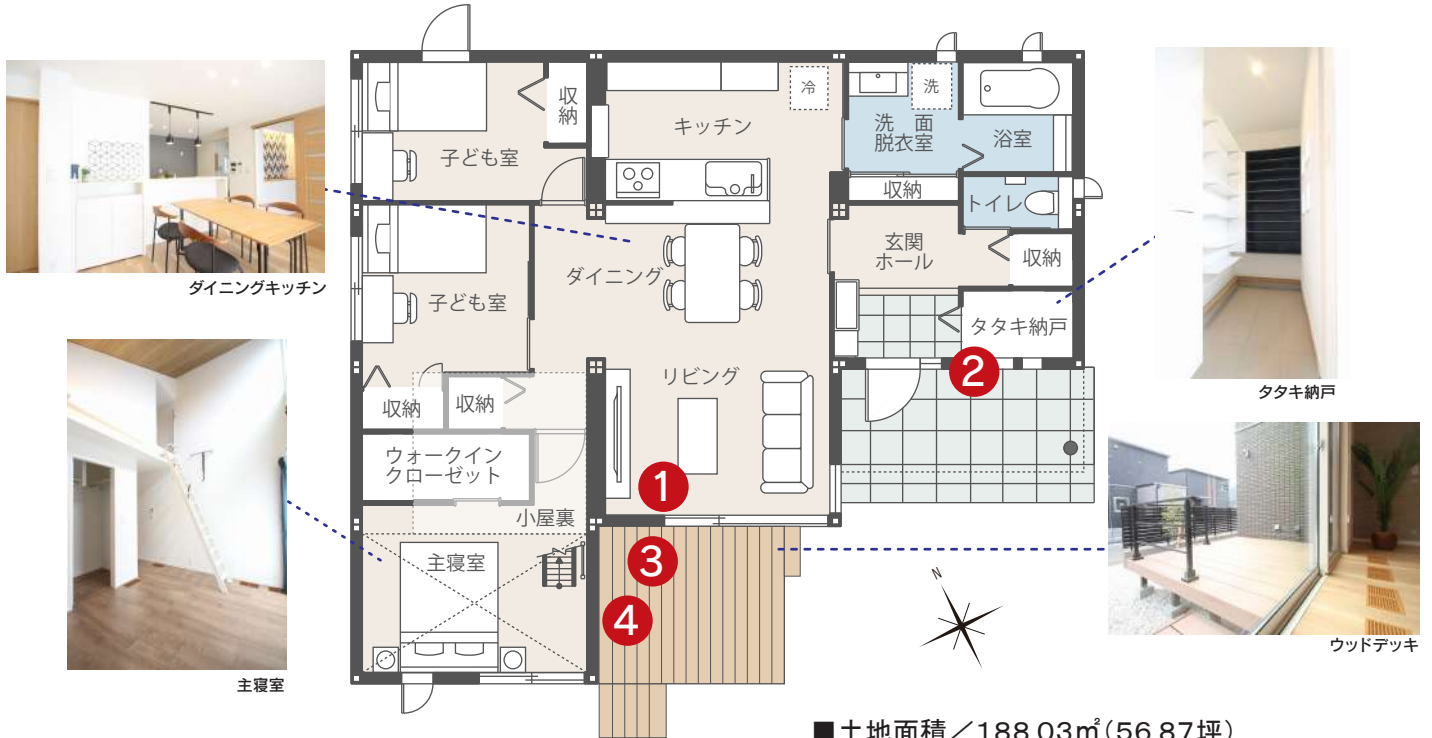 冷
洗
収
納
キッチン
洗 面
脱衣室
浴室
子ども室
収納
トイレ
玄関
ホール
収納
ダイニング
ダイニングキッチン
子ども室
タタキ納戸
リビング
2
タタキ納戸
収納
収納
ウォークイン
クローゼット
1
小屋裏
主寝室
3
4
N
ウッドデッキ
主寝室
■土地面積／188.03㎡(56.87坪)